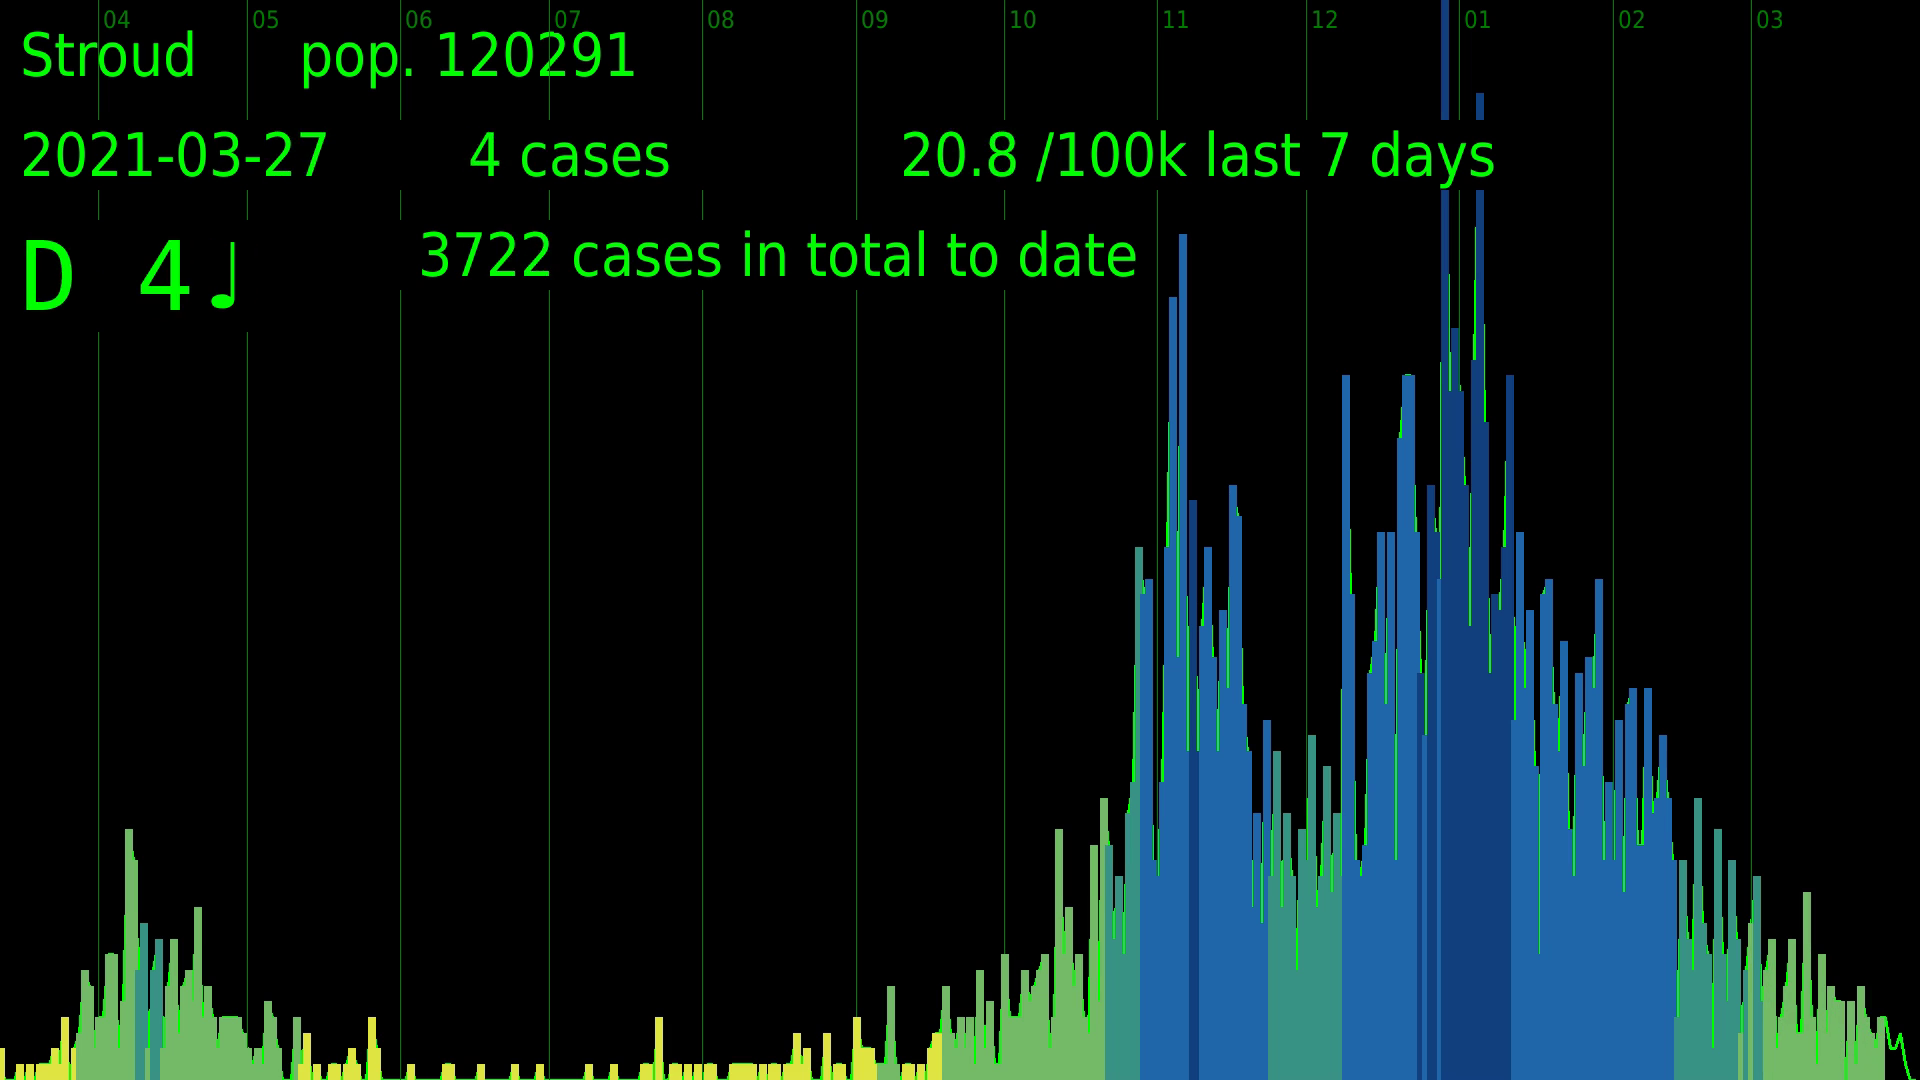 04 05 06 07 08 09 10 11 12 01 02 03
Stroud pop. 120291
2021-03-27 4 cases 20.8 /100k last 7 days
D 4♩ 3722 cases in total to date